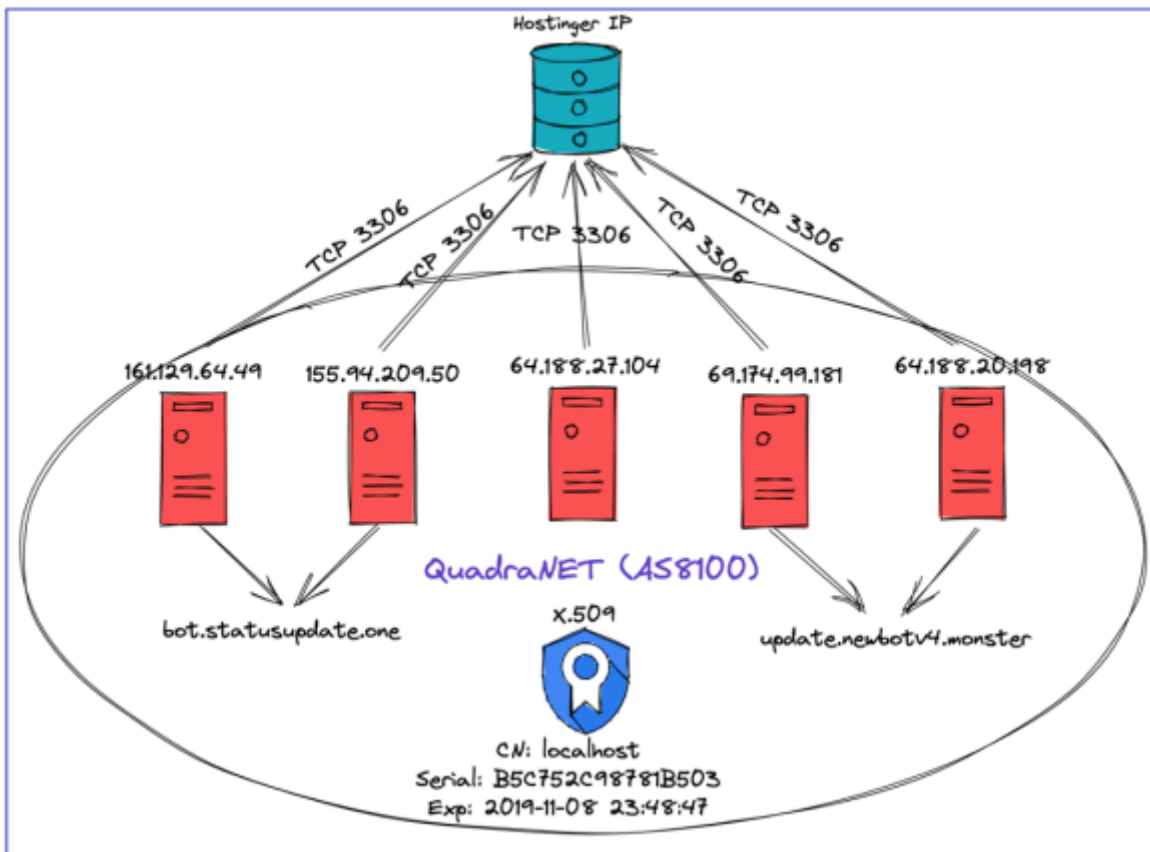 Hostinger IP
TCP 3306
TCP 3306
TCP 3306
TCP 3306
TCP 3306
161.129.64.49
155.94.209.50
64.188.27.104
69.174.99.181
64.188.20.198
QuadraNET (AS8100)
X.509
bot.statusupdate.one
update.newbotv4.monster
CN: localhost
Serial: B5C752C98781B503
Exp: 2019-11-08 23:48:47